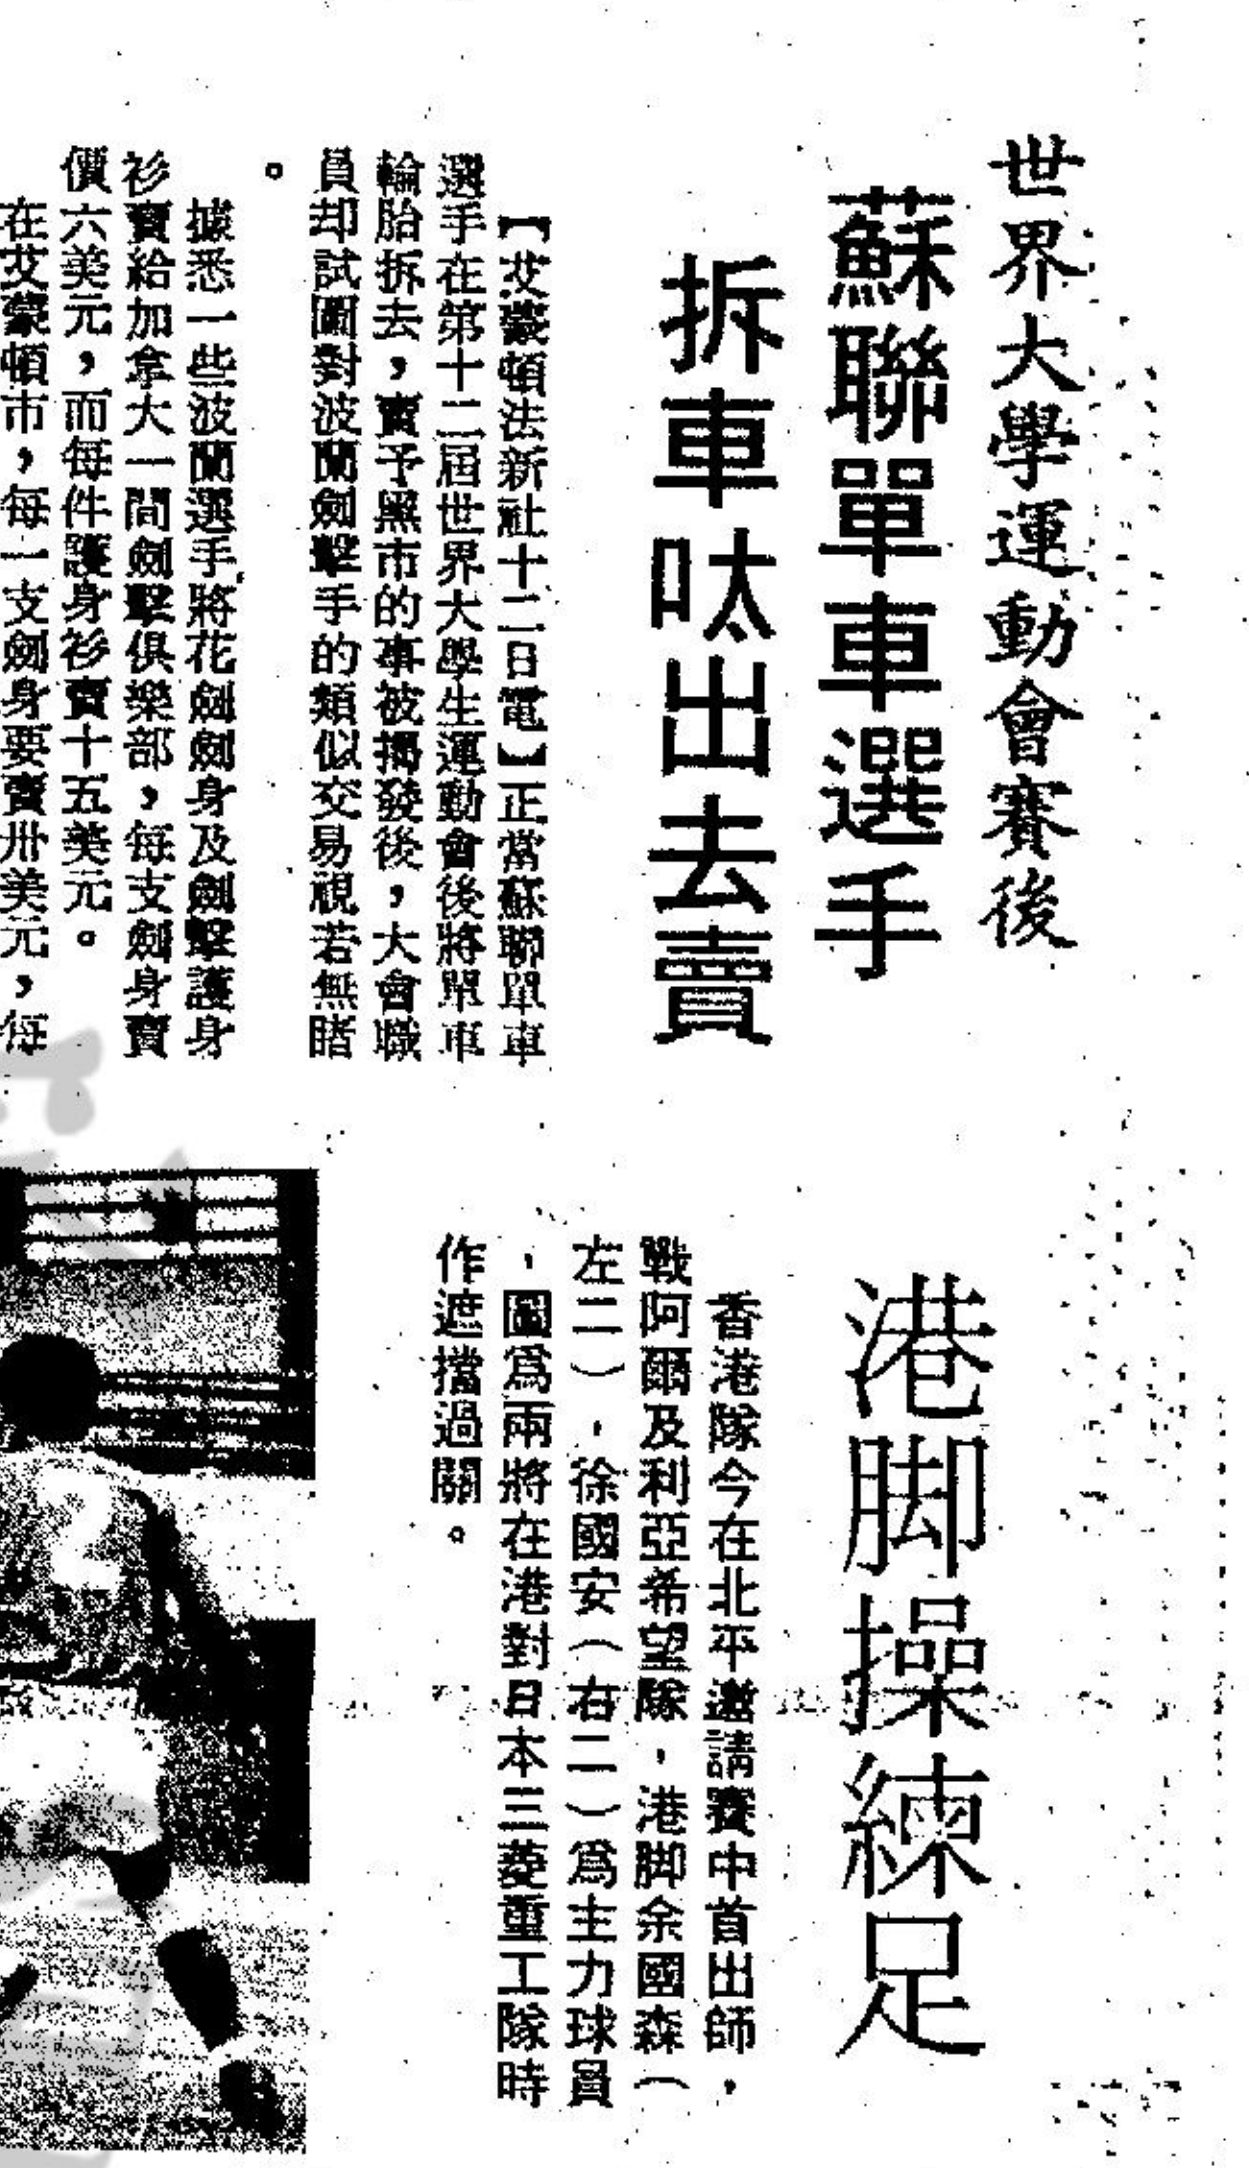 世界大學運動會賽後
蘇聯單車選手
拆車呔出去賣
【艾蒙頓法新社十二日電】正當蘇聯單車
選手在第十二屆世界大學生運動會後將單車
輪胎拆去，賣予黑市的事被揭發後，大會職
員却試圖對波蘭劍擊手的類似交易視若無睹
。
據悉一些波蘭選手將花劍劍身及劍擊護身
衫賣給加拿大一間劍擊俱樂部，每支劍身賣
價六美元，而每件護身衫賣十五美元。
在艾蒙頓市，每一支劍身要賣卅美元，每
港脚操練足
香港隊今在北平邀請賽中首出師，
戰阿爾及利亞希望隊，港脚余國森（
左二），徐國安（右二）爲主力球員
，圖爲兩將在港對日本三菱重工隊時
作遮擋過關。